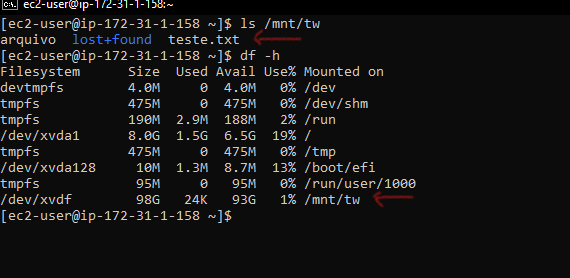 ec2-user@ip-172-31-1-158:~
[ec2-user@ip-172-31-1-158 ~]$ ls /mnt/tw
arquivo  lost+found  teste.txt
[ec2-user@ip-172-31-1-158 ~]$ df -h
Filesystem      Size  Used Avail Use% Mounted on
devtmpfs        4.0M     0  4.0M   0% /dev
tmpfs           475M     0  475M   0% /dev/shm
tmpfs           190M  2.9M  188M   2% /run
/dev/xvda1      8.0G  1.5G  6.5G  19% /
tmpfs           475M     0  475M   0% /tmp
/dev/xvda128     10M  1.3M  8.7M  13% /boot/efi
tmpfs            95M     0   95M   0% /run/user/1000
/dev/xvdf        98G   24K   93G   1% /mnt/tw
[ec2-user@ip-172-31-1-158 ~]$